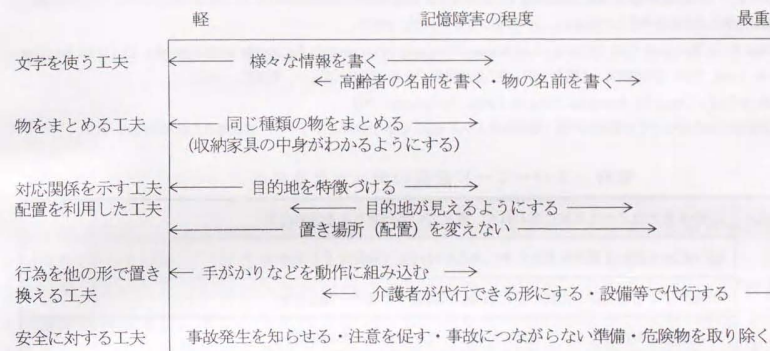 軽 記憶障害の程度 最重
文字を使う工夫 ←── 様々な情報を書く ──→
←─ 高齢者の名前を書く・物の名前を書く─→
物をまとめる工夫 ←── 同じ種類の物をまとめる ──→
(収納家具の中身がわかるようにする)
対応関係を示す工夫 ←── 目的地を特徴づける ──→
配置を利用した工夫 ←── 目的地が見えるようにする ──→
←── 置き場所(配置)を変えない ──→
行為を他の形で置き ←─ 手がかりなどを動作に組み込む ─→
換える工夫 ←─ 介護者が代行できる形にする・設備等で代行する ─
安全に対する工夫 事故発生を知らせる・注意を促す・事故につながらない準備・危険物を取り除く